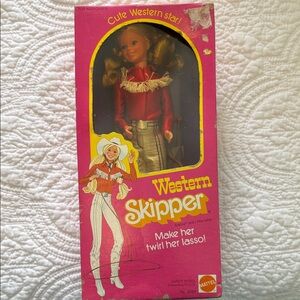 Cute Western star!
Western
Skipper
Make her
twirl her lasso!
MATTEL